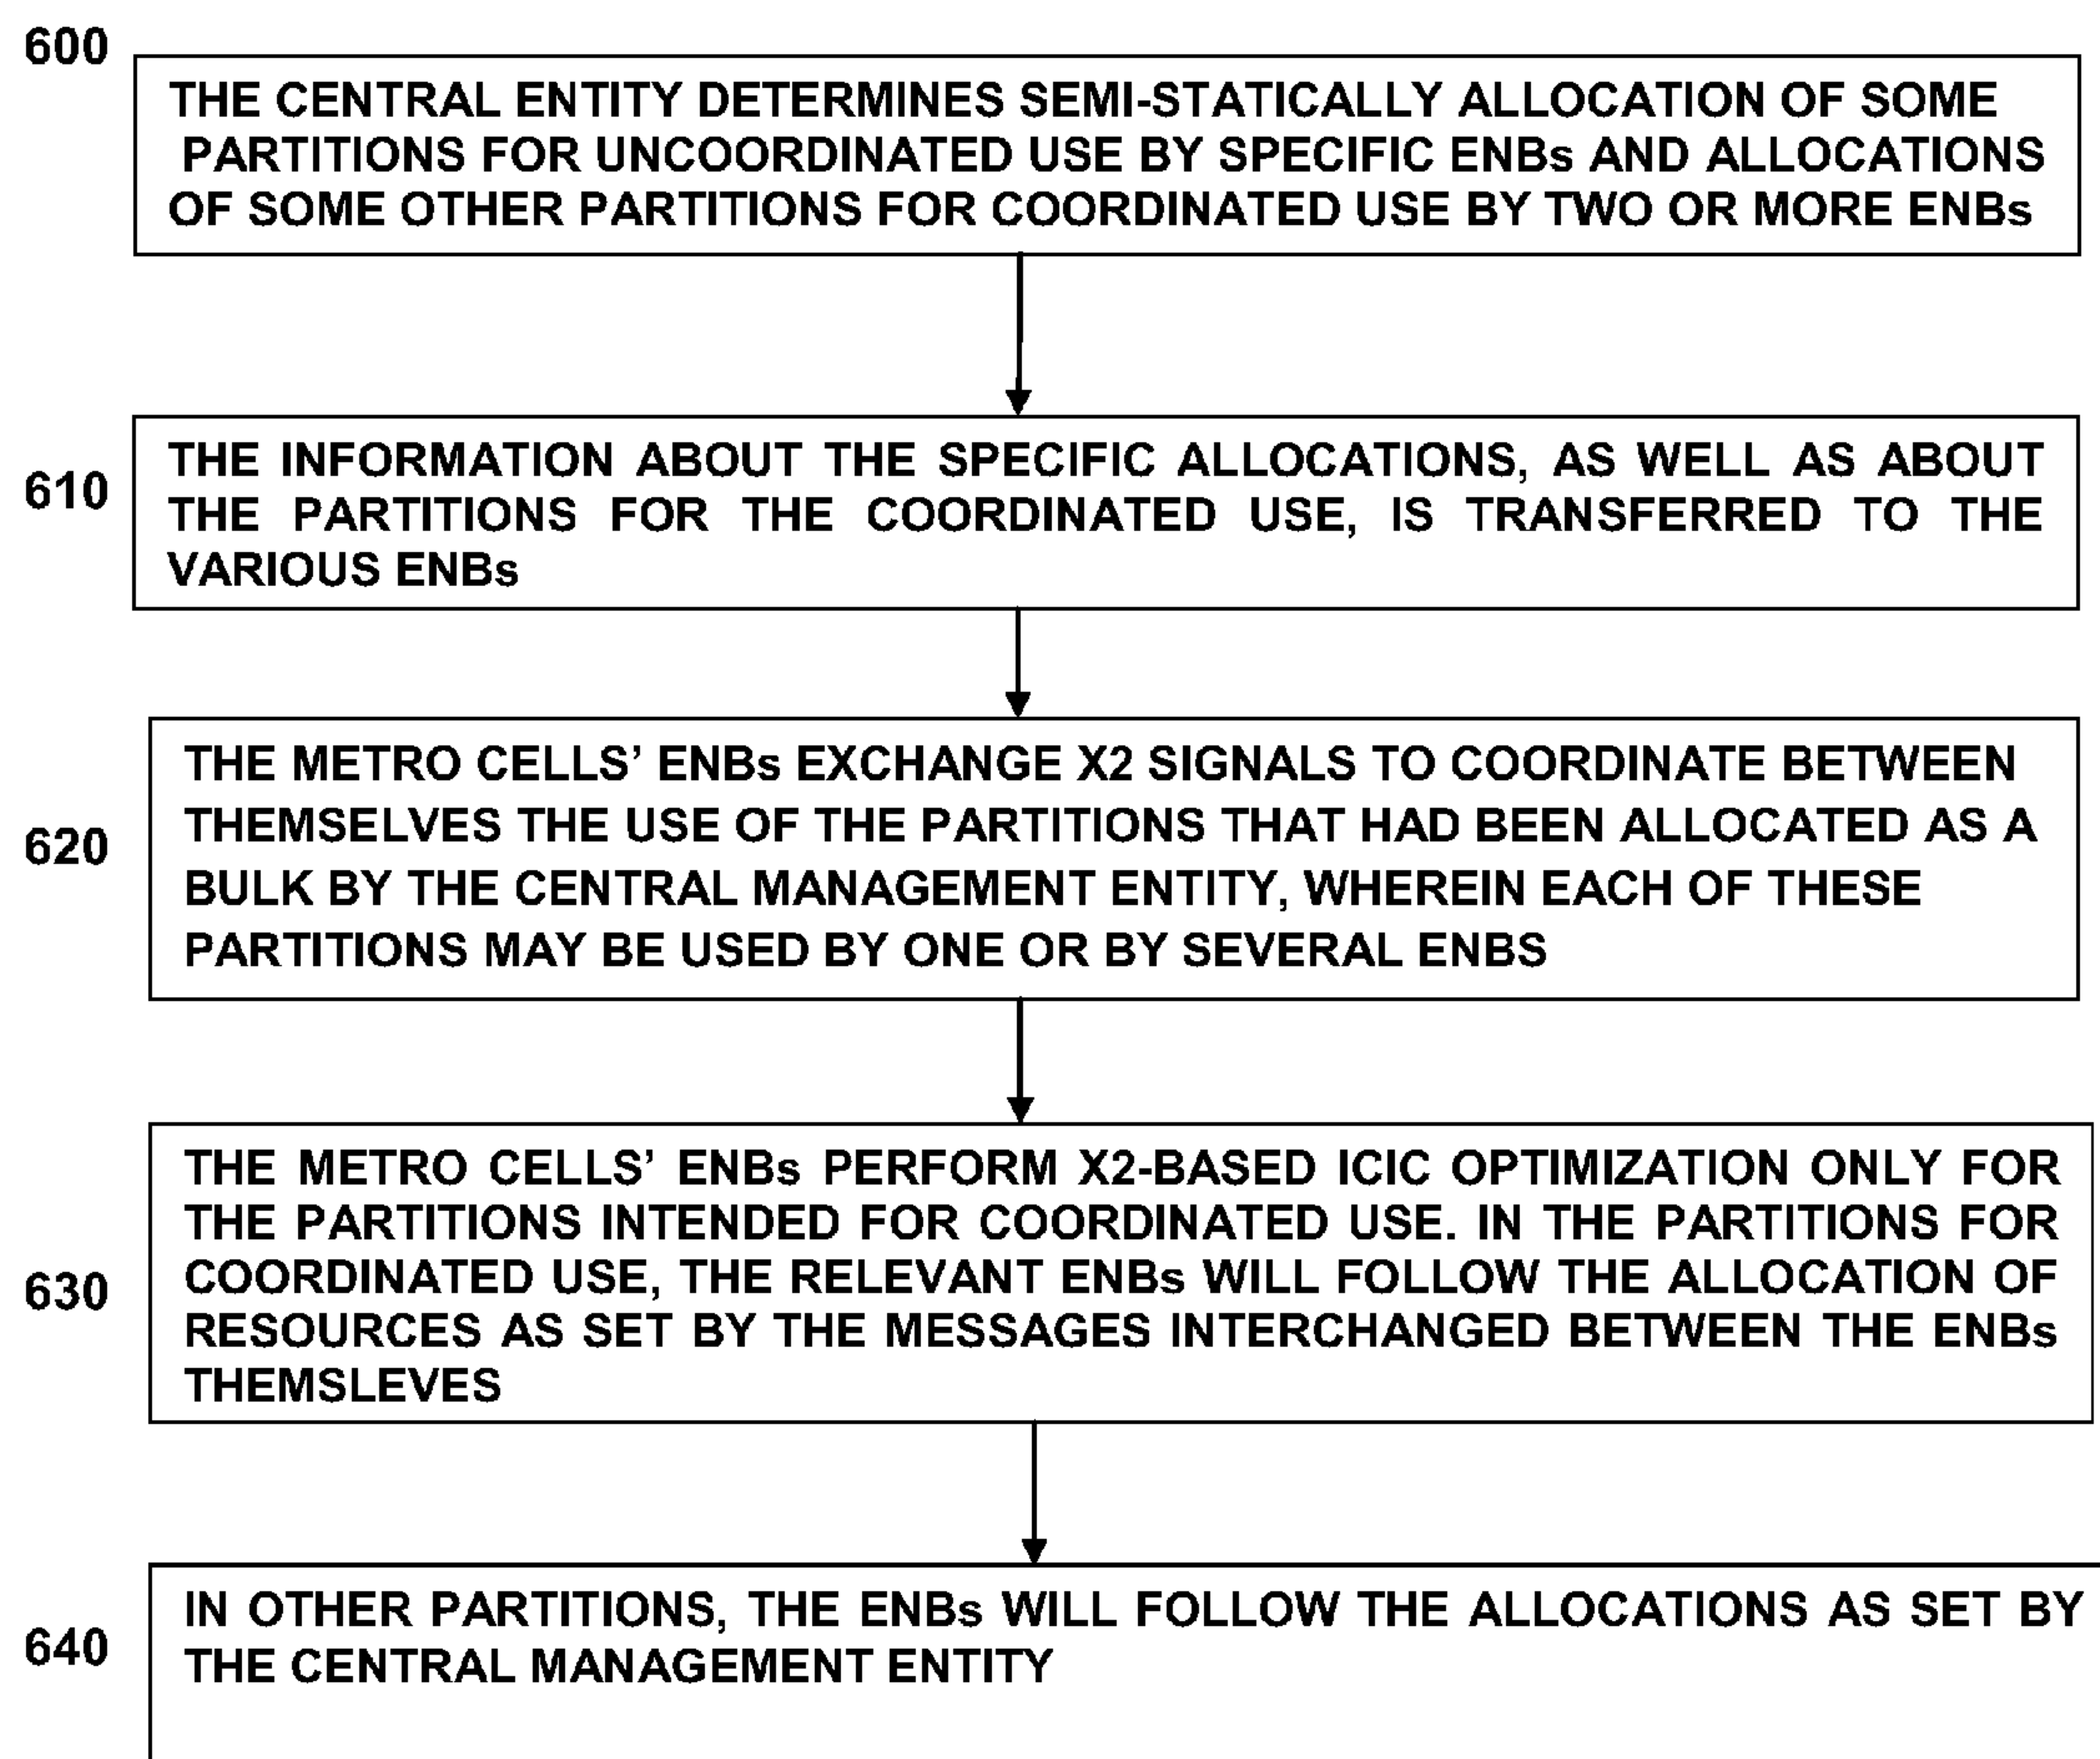 600
THE CENTRAL ENTITY DETERMINES SEMI-STATICALLY ALLOCATION OF SOME
PARTITIONS FOR UNCOORDINATED USE BY SPECIFIC ENBs AND ALLOCATIONS
OF SOME OTHER PARTITIONS FOR COORDINATED USE BY TWO OR MORE ENBs
610
THE INFORMATION ABOUT THE SPECIFIC ALLOCATIONS, AS WELL AS ABOUT
THE PARTITIONS FOR THE COORDINATED USE, IS TRANSFERRED TO THE
VARIOUS ENBs
620
THE METRO CELLS’ ENBs EXCHANGE X2 SIGNALS TO COORDINATE BETWEEN
THEMSELVES THE USE OF THE PARTITIONS THAT HAD BEEN ALLOCATED AS A
BULK BY THE CENTRAL MANAGEMENT ENTITY, WHEREIN EACH OF THESE
PARTITIONS MAY BE USED BY ONE OR BY SEVERAL ENBS
630
THE METRO CELLS’ ENBs PERFORM X2-BASED ICIC OPTIMIZATION ONLY FOR
THE PARTITIONS INTENDED FOR COORDINATED USE. IN THE PARTITIONS FOR
COORDINATED USE, THE RELEVANT ENBs WILL FOLLOW THE ALLOCATION OF
RESOURCES AS SET BY THE MESSAGES INTERCHANGED BETWEEN THE ENBs
THEMSLEVES
640
IN OTHER PARTITIONS, THE ENBs WILL FOLLOW THE ALLOCATIONS AS SET BY
THE CENTRAL MANAGEMENT ENTITY